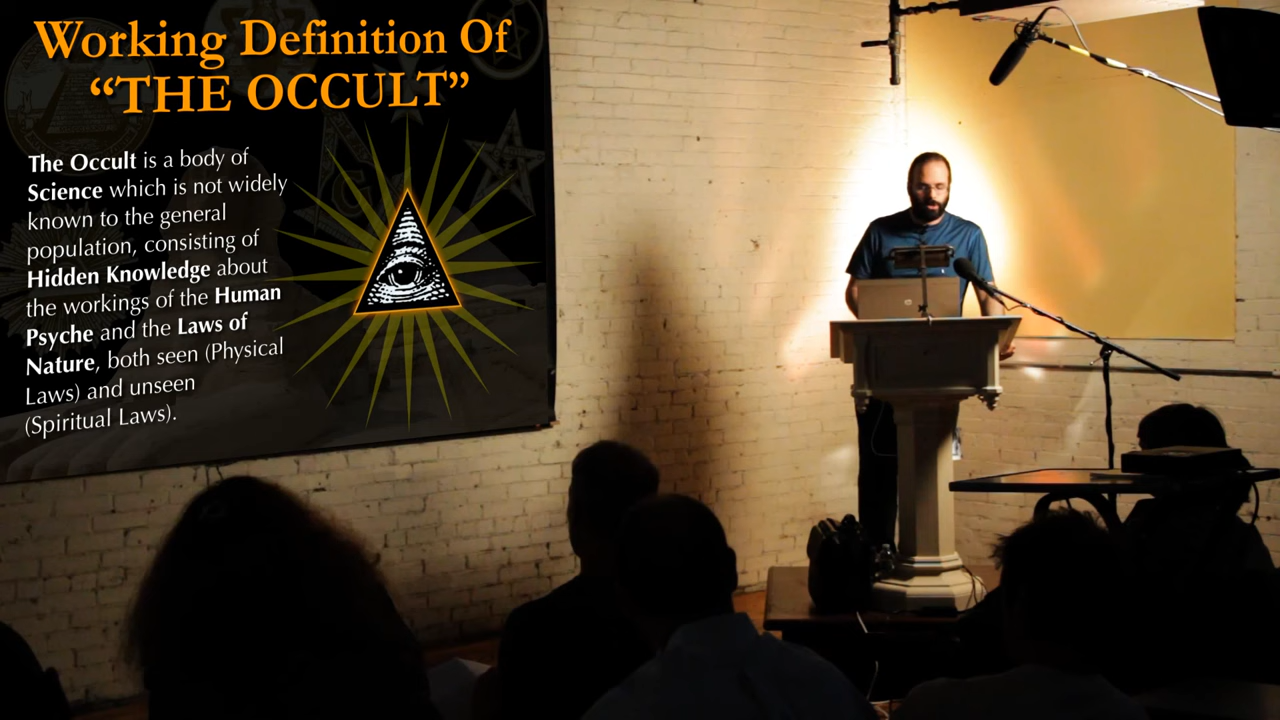 Working Definition Of
“THE OCCULT”
The Occult is a body of
Science which is not widely
known to the general
population, consisting of
Hidden Knowledge about
the workings of the Human
Psyche and the Laws of
Nature, both seen (Physical
Laws) and unseen
(Spiritual Laws).